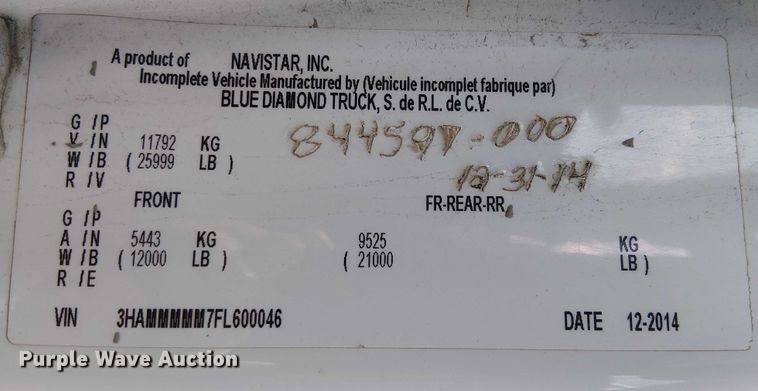 A product of NAVISTAR, INC.
Incomplete Vehicle Manufactured by (Vehicule incomplet fabrique par)
BLUE DIAMOND TRUCK, S. de R.L. de C.V.
G /P
V /N 11792 KG 844597-000
W /B ( 25999 LB )
R /V 12-31-14
FRONT FR-REAR-RR
G /P
A /N 5443 KG 9525 KG
W /B ( 12000 LB ) ( 21000 LB )
R /E
VIN 3HAMMMMM7FL600046 DATE 12-2014
Purple Wave Auction